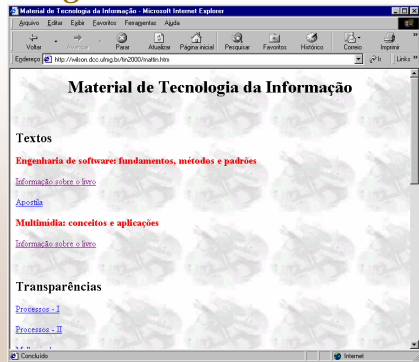 Material de Tecnologia da Informação - Microsoft Internet Explorer
Arquivo Editar Exibir Favoritos Ferramentas Ajuda
Voltar Avançar Parar Atualizar Página inicial Pesquisar Favoritos Histórico Correio Imprimir
Endereço http://wilson.dcc.ufmg.br/tin2000/mattin.htm Ir Links
Material de Tecnologia da Informação
Textos
Engenharia de software: fundamentos, métodos e padrões
Informação sobre o livro
Apostila
Multimídia: conceitos e aplicações
Informação sobre o livro
Transparências
Processos - I
Processos - II
Concluído Internet